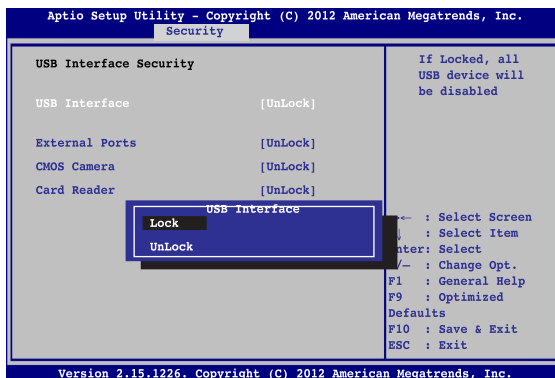 Aptio Setup Utility – Copyright (C) 2012 American Megatrends, Inc.
Security
USB Interface Security
USB Interface [UnLock]
External Ports [UnLock]
CMOS Camera [UnLock]
Card Reader [UnLock]
USB Interface
Lock
UnLock
If Locked, all
USB device will
be disabled
← : Select Screen
: Select Item
nter: Select
/— : Change Opt.
F1 : General Help
F9 : Optimized
Defaults
F10 : Save & Exit
ESC : Exit
Version 2.15.1226. Copyright (C) 2012 American Megatrends, Inc.